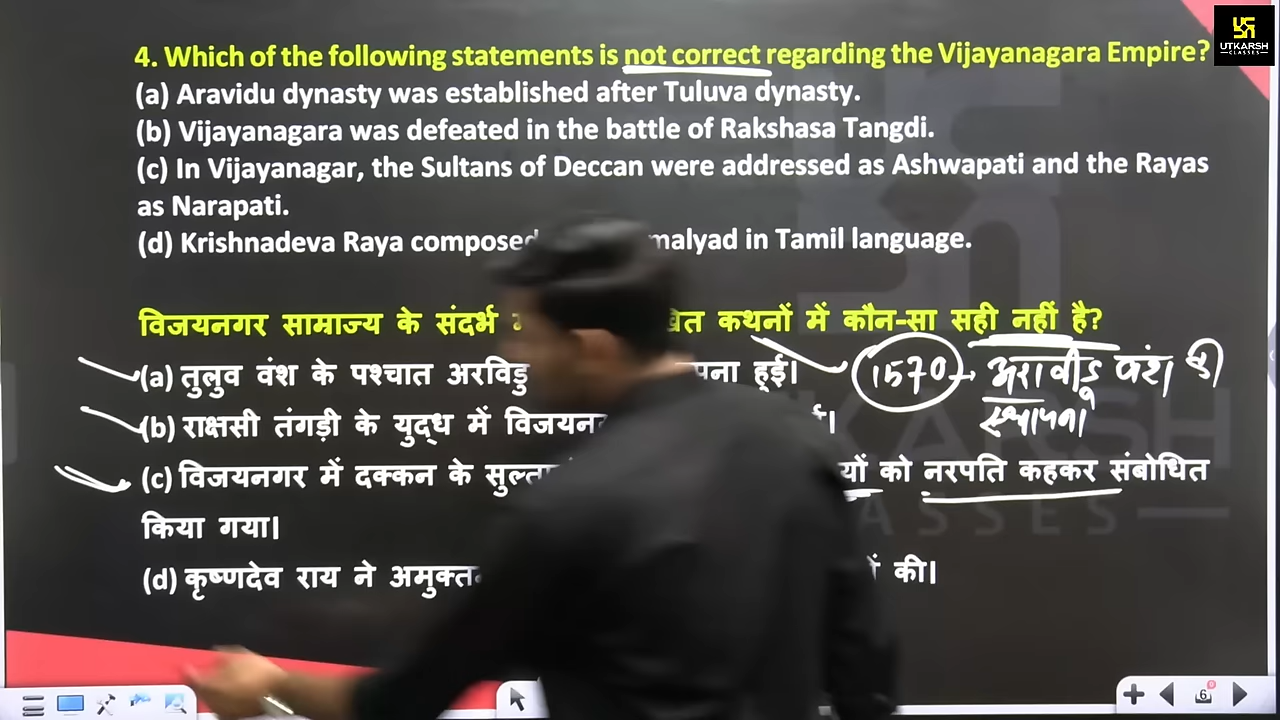 UTKARSH
CLASSES
4. Which of the following statements is not correct regarding the Vijayanagara Empire?
(a) Aravidu dynasty was established after Tuluva dynasty.
(b) Vijayanagara was defeated in the battle of Rakshasa Tangdi.
(c) In Vijayanagar, the Sultans of Deccan were addressed as Ashwapati and the Rayas
as Narapati.
(d) Krishnadeva Raya composed malyad in Tamil language.
विजयनगर साम्राज्य के संदर्भ कथनों में कौन-सा सही नहीं है?
(a) तुलुव वंश के पश्चात अरविडु हुई। 1570 → अरावीडु वंश की
स्थापना
(b) राक्षसी तंगड़ी के युद्ध में
(c) विजयनगर में दक्कन के को नरपति कहकर संबोधित
किया गया।
(d) कृष्णदेव राय ने की।
6